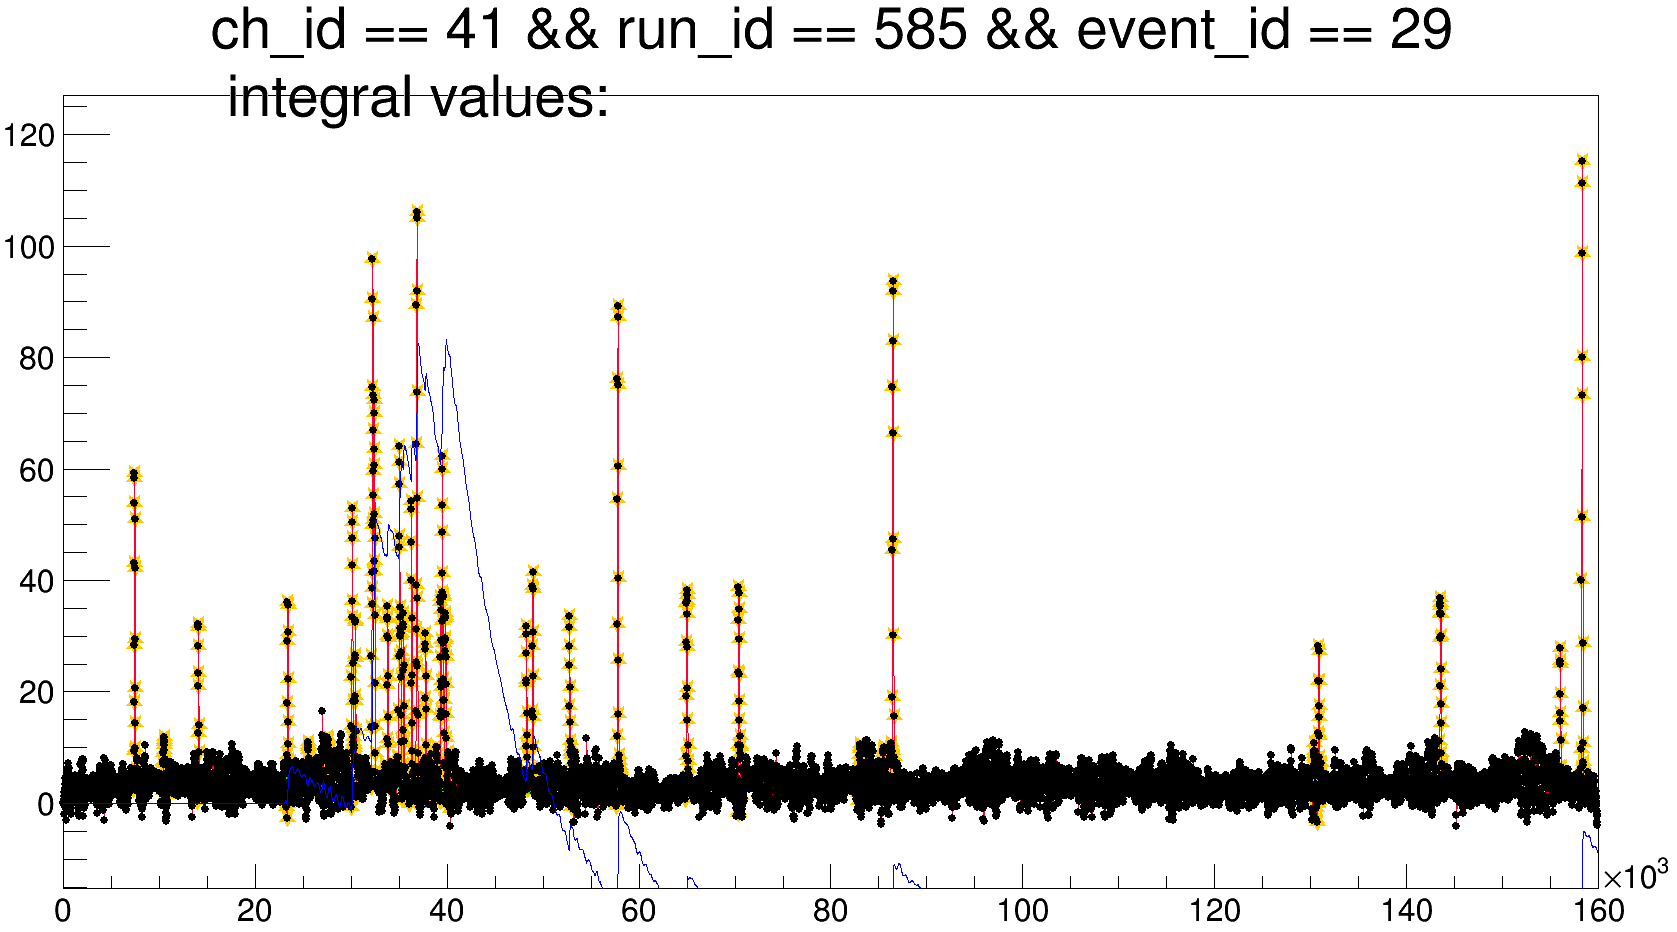 ch_id == 41 && run_id == 585 && event_id == 29
integral values:
120
100
80
60
40
20
0
0 20 40 60 80 100 120 140 160
×10³